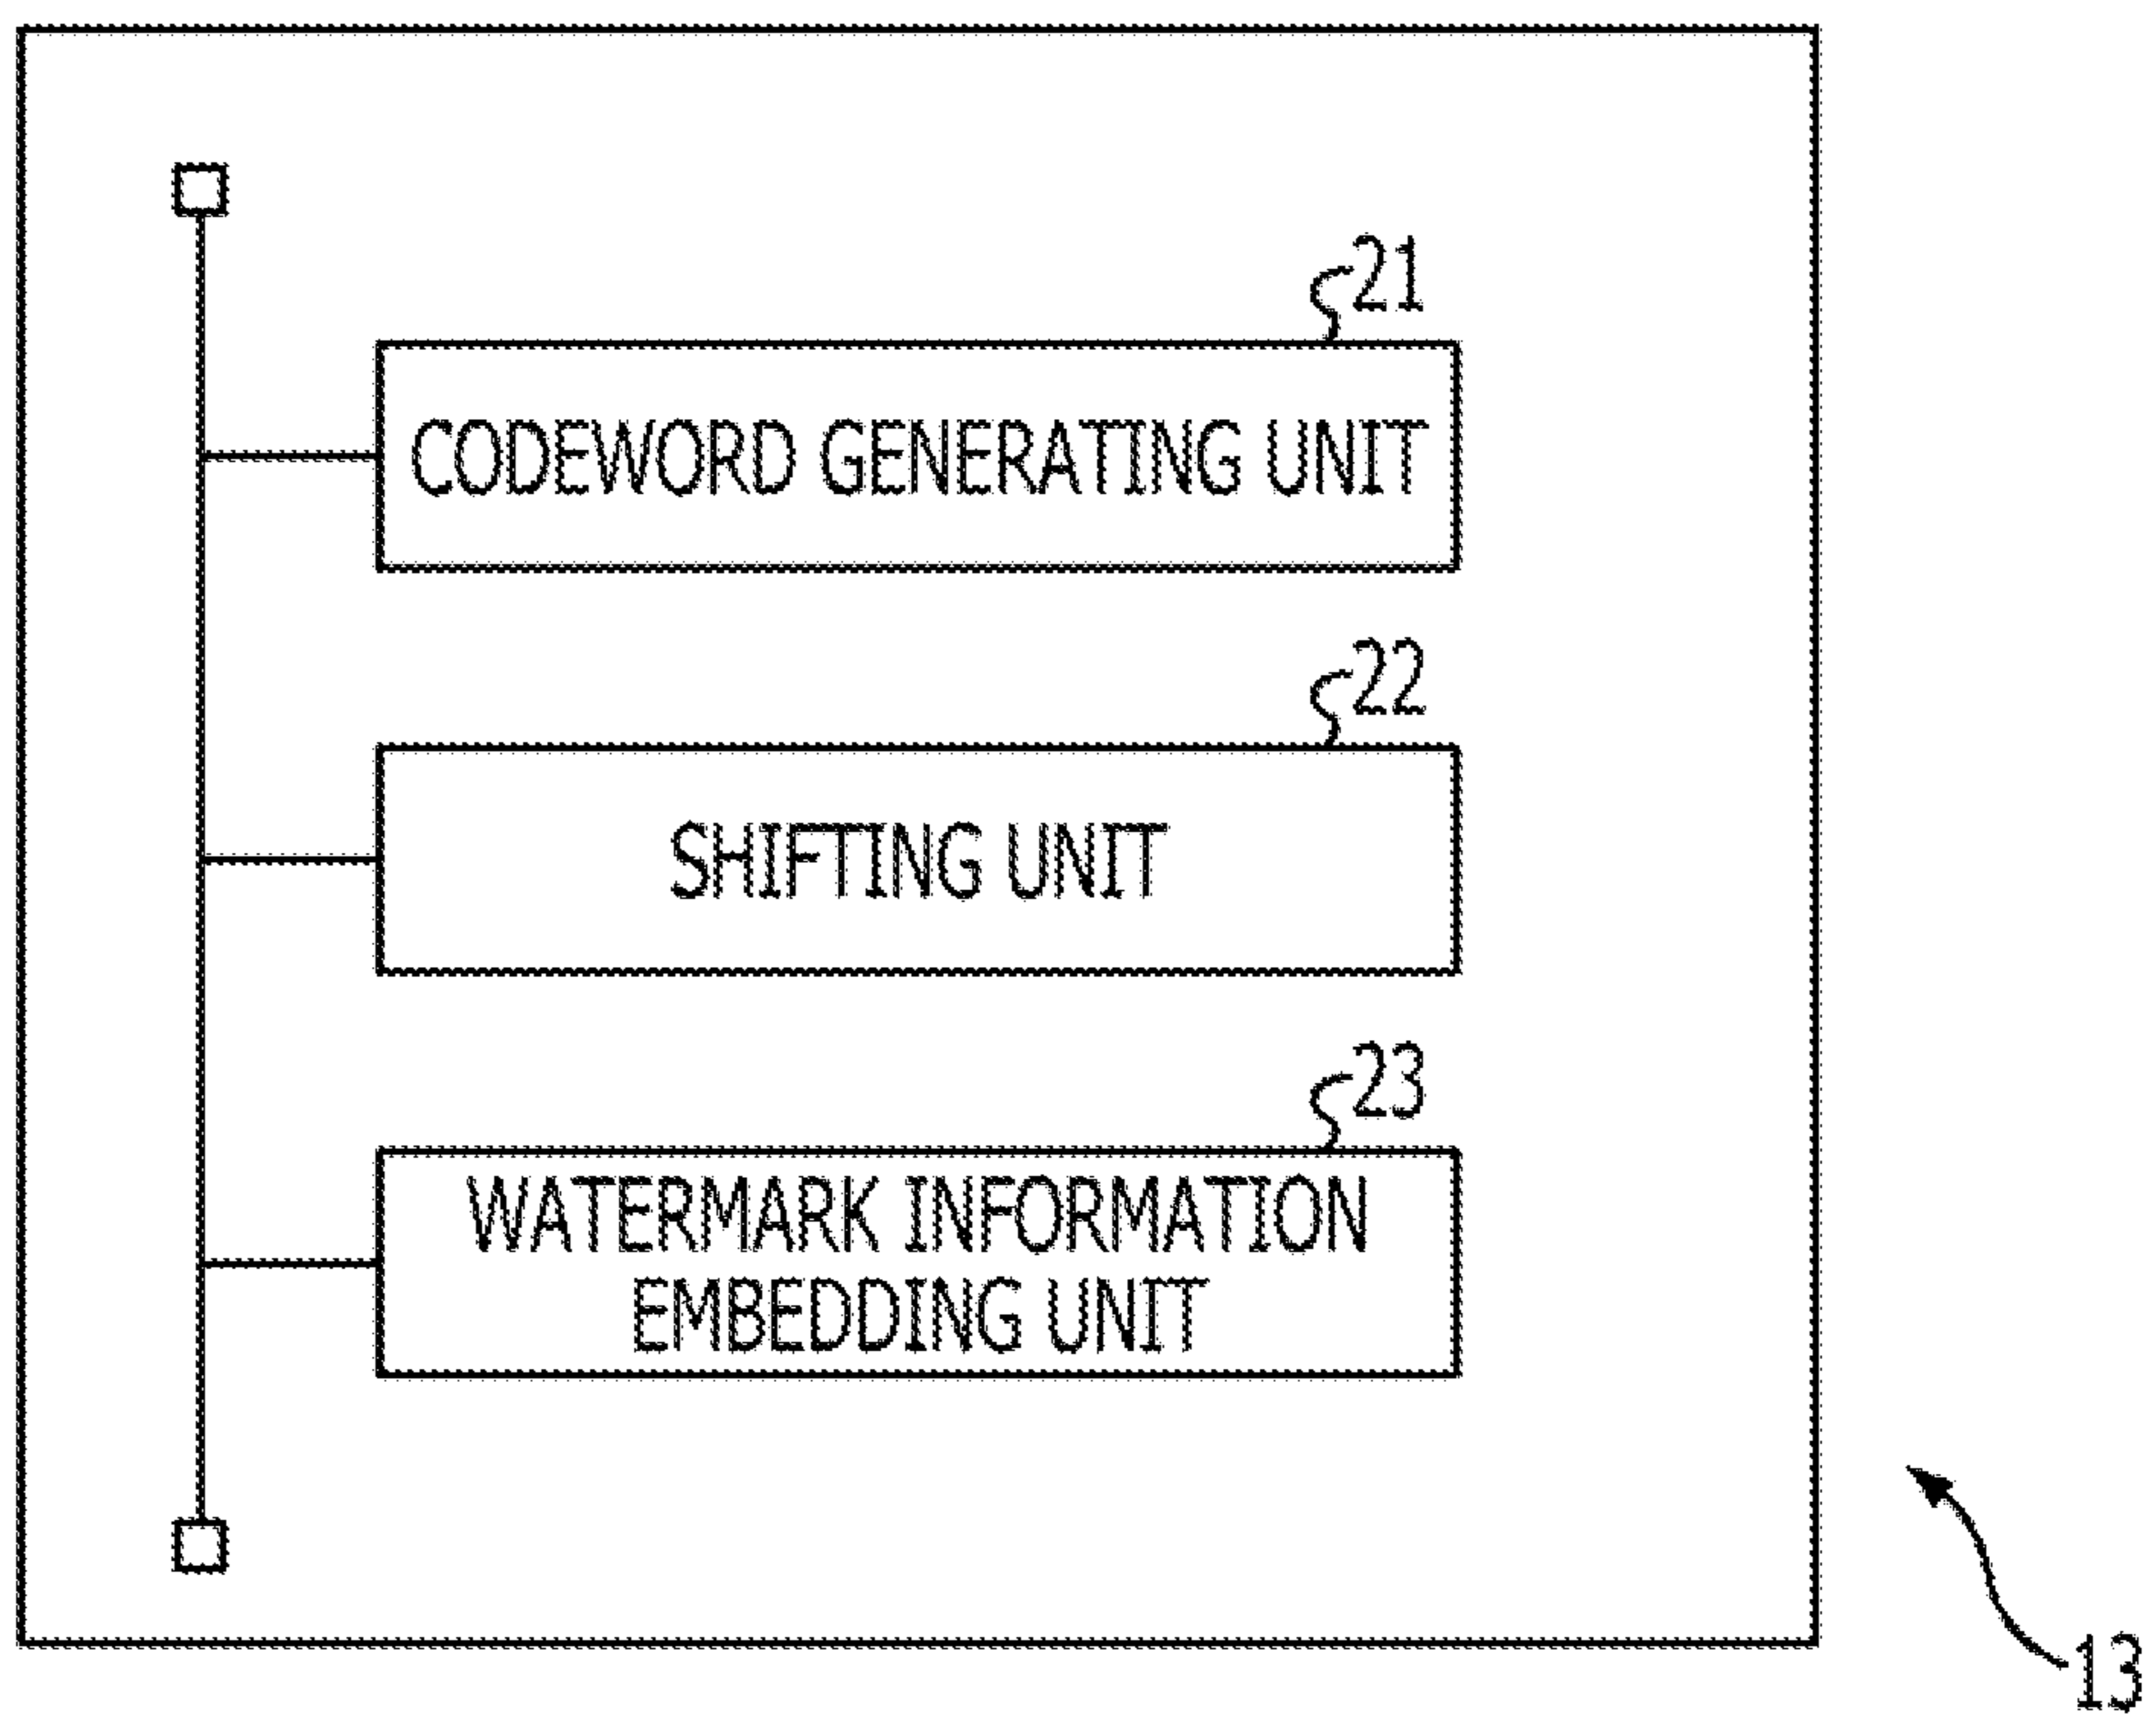 21
CODEWORD GENERATING UNIT
22
SHIFTING UNIT
23
WATERMARK INFORMATION
EMBEDDING UNIT
13